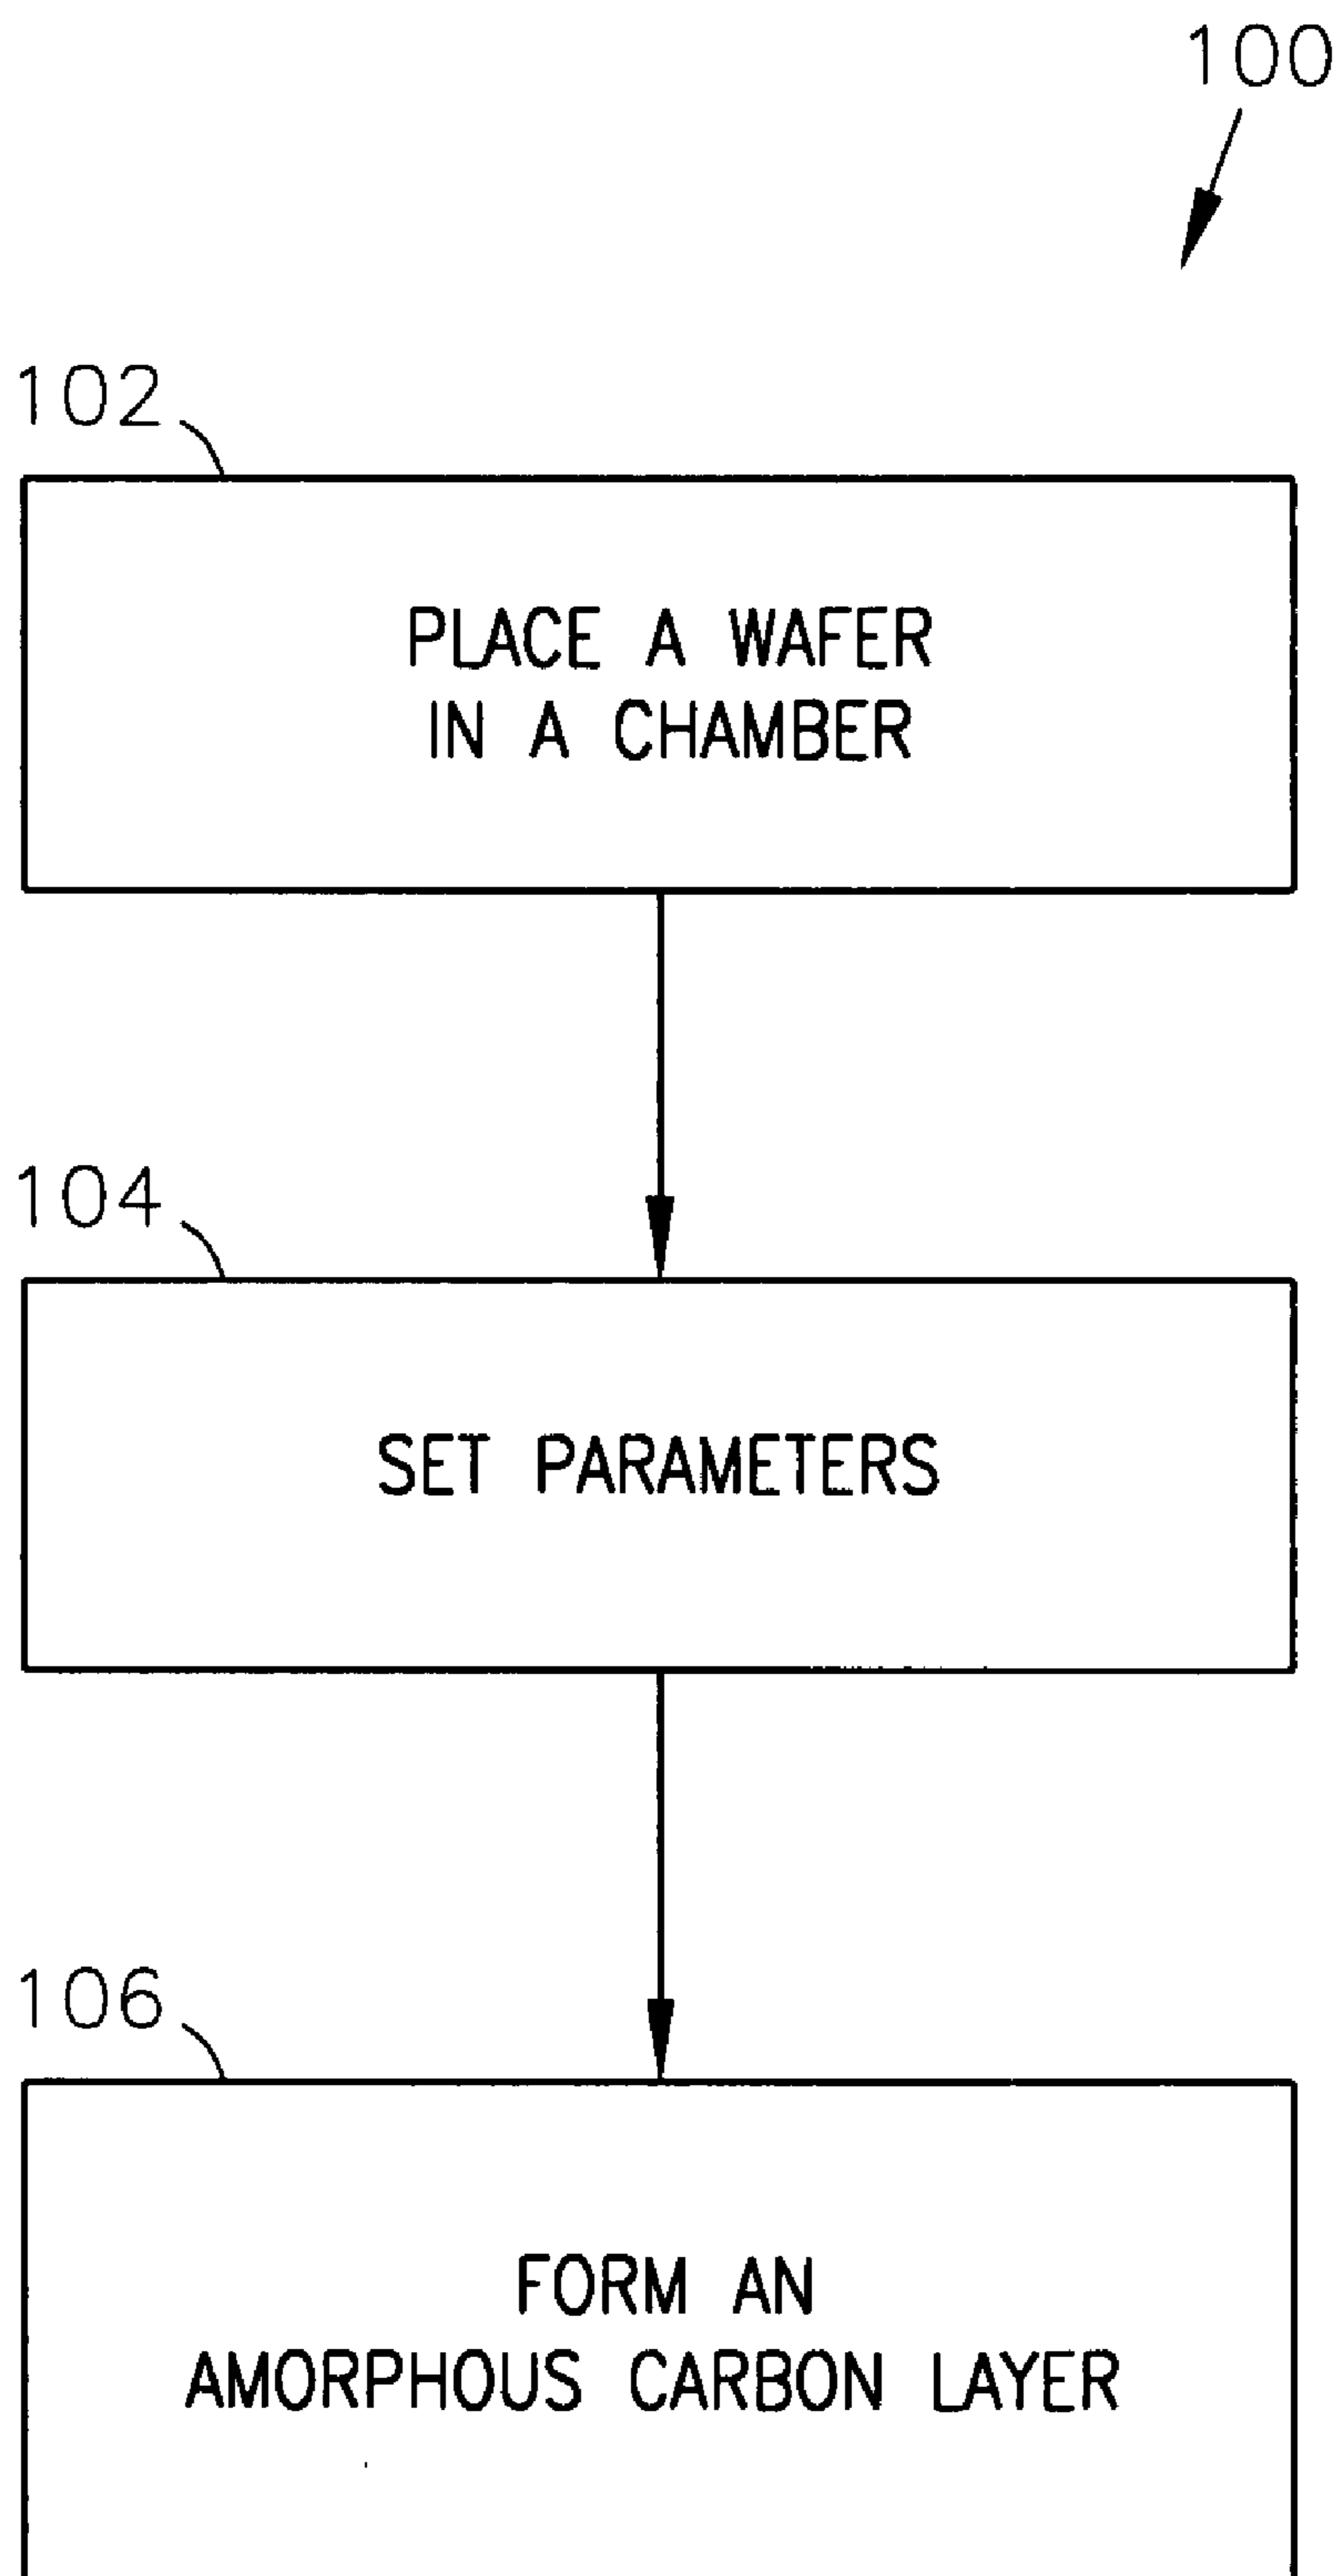 100
102
PLACE A WAFER
IN A CHAMBER
104
SET PARAMETERS
106
FORM AN
AMORPHOUS CARBON LAYER